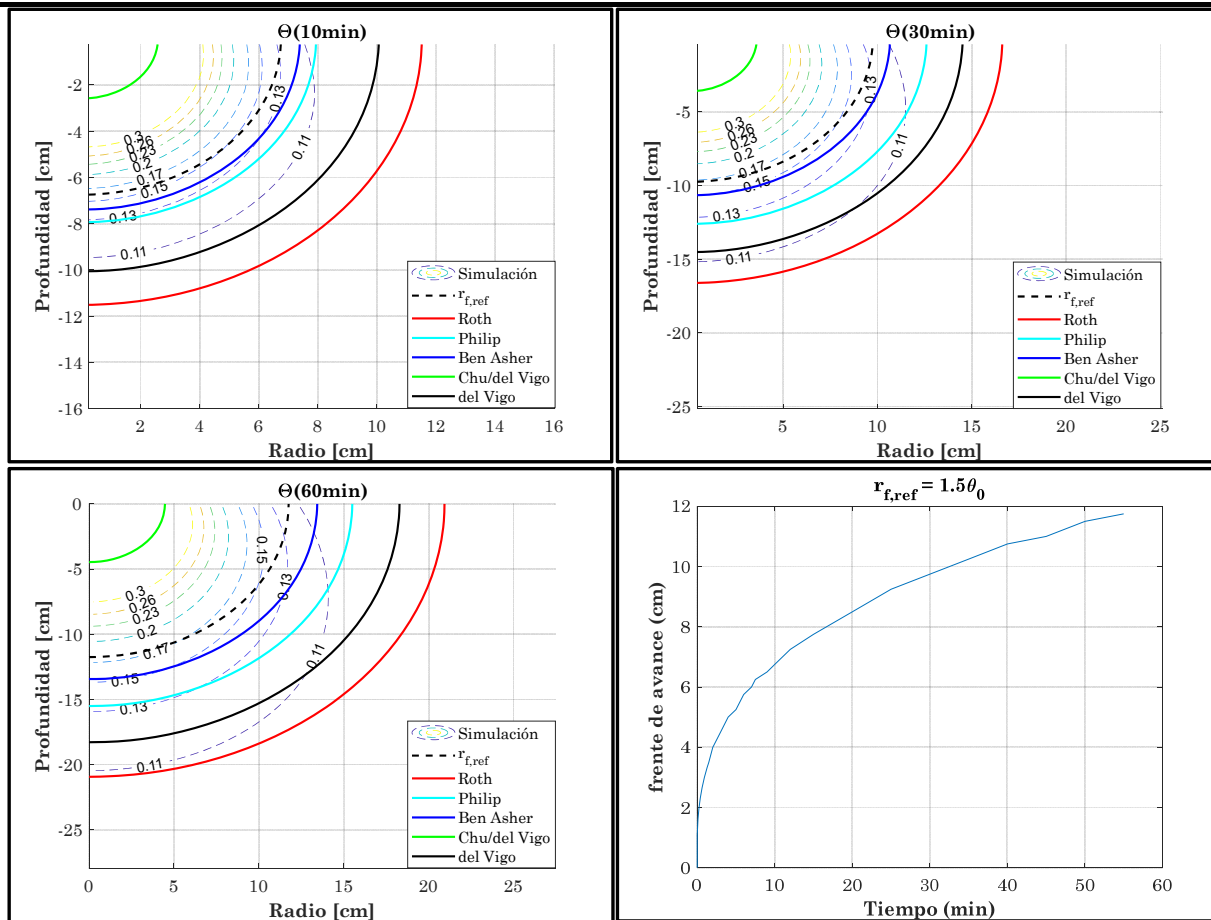 Θ(10min)
-2
-4
-6
-8
-10
-12
-14
-16
Profundidad [cm]
0.3
0.26
0.23
0.2
0.17
0.15
0.13
0.11
0.13
0.11
Simulación
r_f,ref
Roth
Philip
Ben Asher
Chu/del Vigo
del Vigo
2 4 6 8 10 12 14 16
Radio [cm]
Θ(30min)
-5
-10
-15
-20
-25
Profundidad [cm]
0.3
0.26
0.23
0.2
0.17
0.15
0.13
0.11
0.13
0.11
Simulación
r_f,ref
Roth
Philip
Ben Asher
Chu/del Vigo
del Vigo
5 10 15 20 25
Radio [cm]
Θ(60min)
0
-5
-10
-15
-20
-25
Profundidad [cm]
0.3
0.26
0.23
0.2
0.17
0.15
0.13
0.11
0.15
0.13
0.11
Simulación
r_f,ref
Roth
Philip
Ben Asher
Chu/del Vigo
del Vigo
0 5 10 15 20 25
Radio [cm]
r_f,ref = 1.5θ_0
12
10
8
6
4
2
0
frente de avance (cm)
0 10 20 30 40 50 60
Tiempo (min)